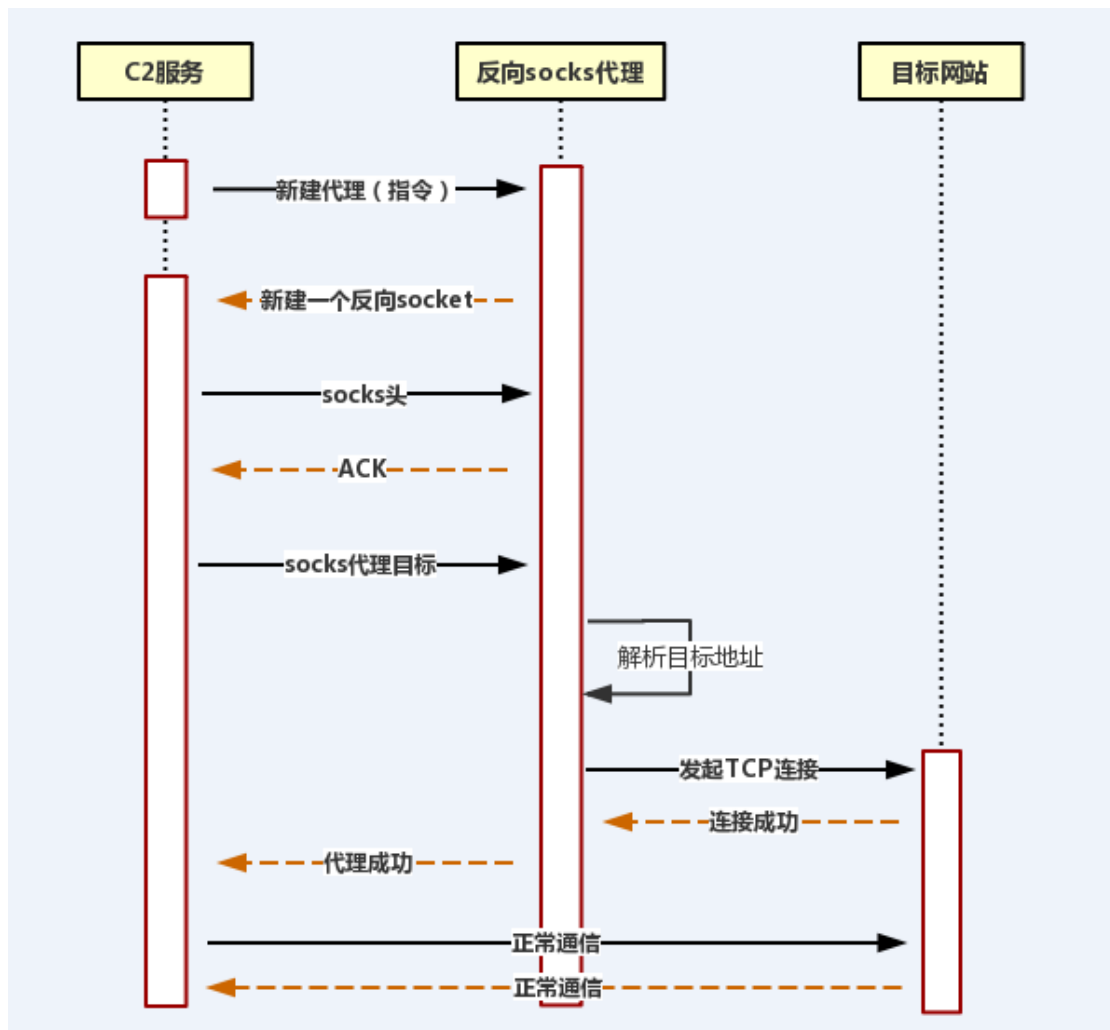 C2服务
反向socks代理
目标网站
新建代理（指令）
新建一个反向socket
socks头
ACK
socks代理目标
解析目标地址
发起TCP连接
连接成功
代理成功
正常通信
正常通信